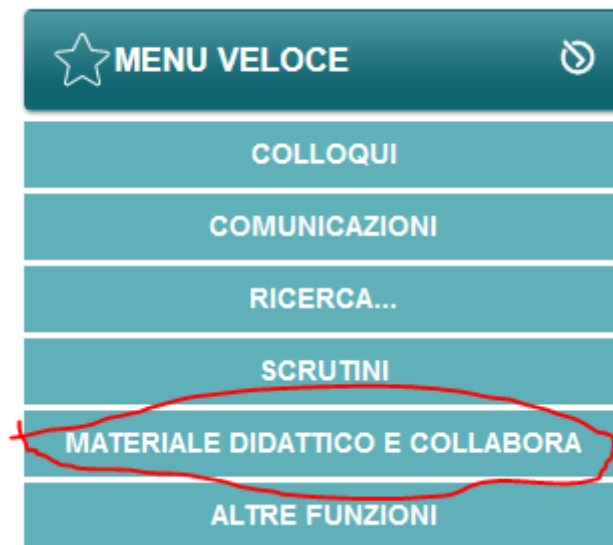 MENU VELOCE
COLLOQUI
COMUNICAZIONI
RICERCA...
SCRUTINI
MATERIALE DIDATTICO E COLLABORA
ALTRE FUNZIONI